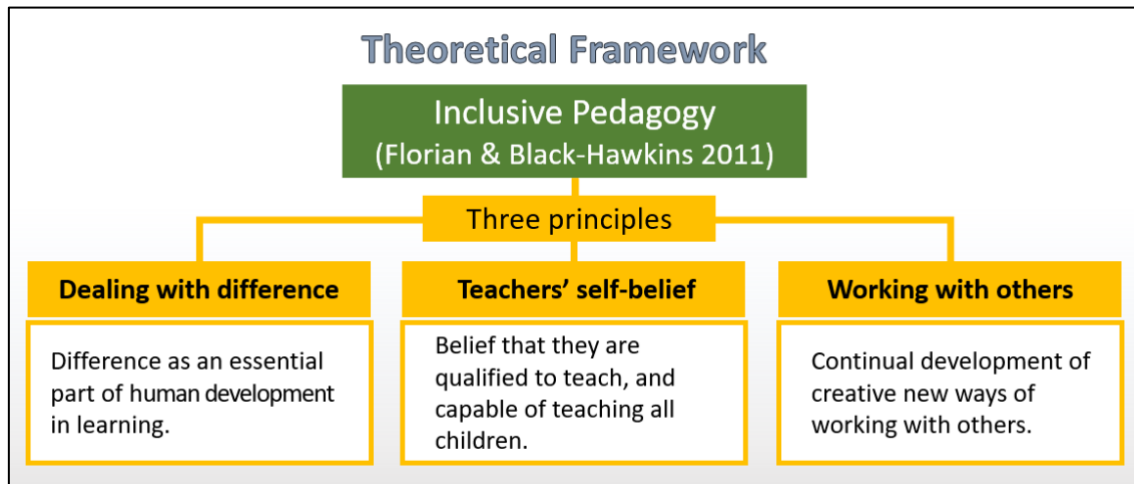 Theoretical Framework
Inclusive Pedagogy
(Florian & Black-Hawkins 2011)
Three principles
Dealing with difference
Difference as an essential
part of human development
in learning.
Teachers’ self-belief
Belief that they are
qualified to teach, and
capable of teaching all
children.
Working with others
Continual development of
creative new ways of
working with others.